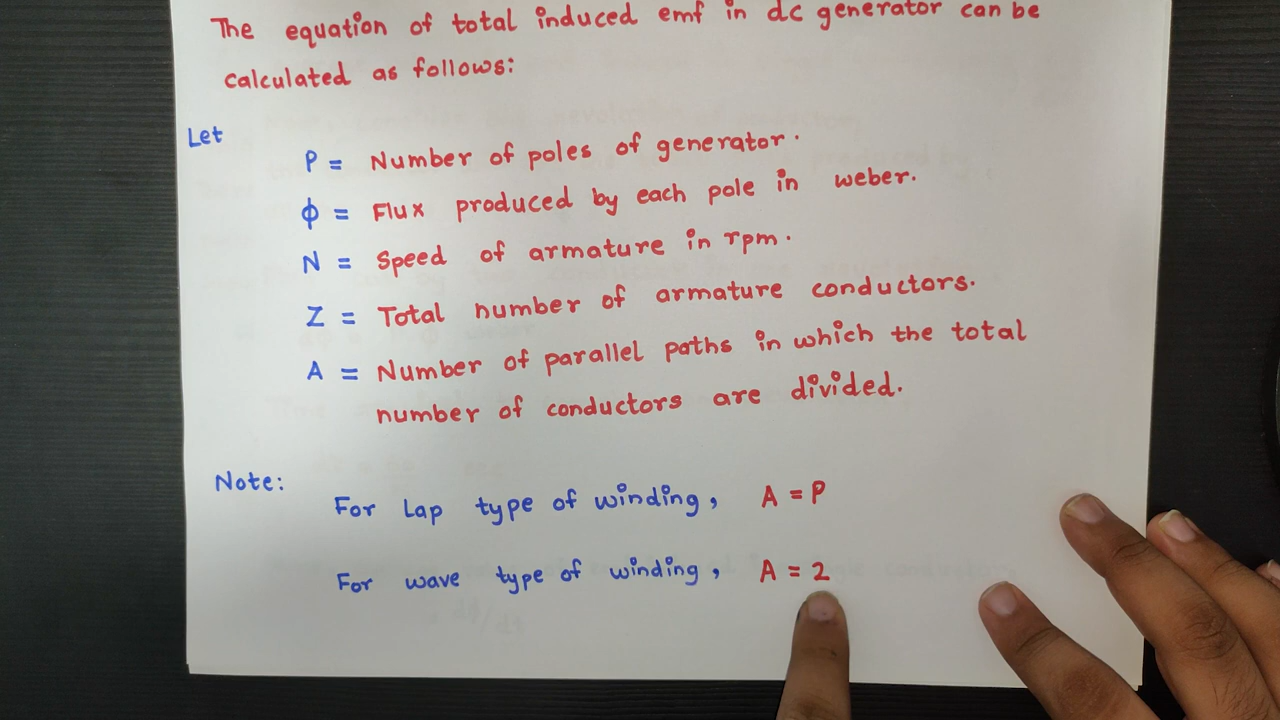 The equation of total induced emf in dc generator can be
calculated as follows:
Let
P = Number of poles of generator.
ϕ = Flux produced by each pole in weber.
N = Speed of armature in rpm.
Z = Total number of armature conductors.
A = Number of parallel paths in which the total
number of conductors are divided.
Note:
For Lap type of winding, A = P
For wave type of winding, A = 2